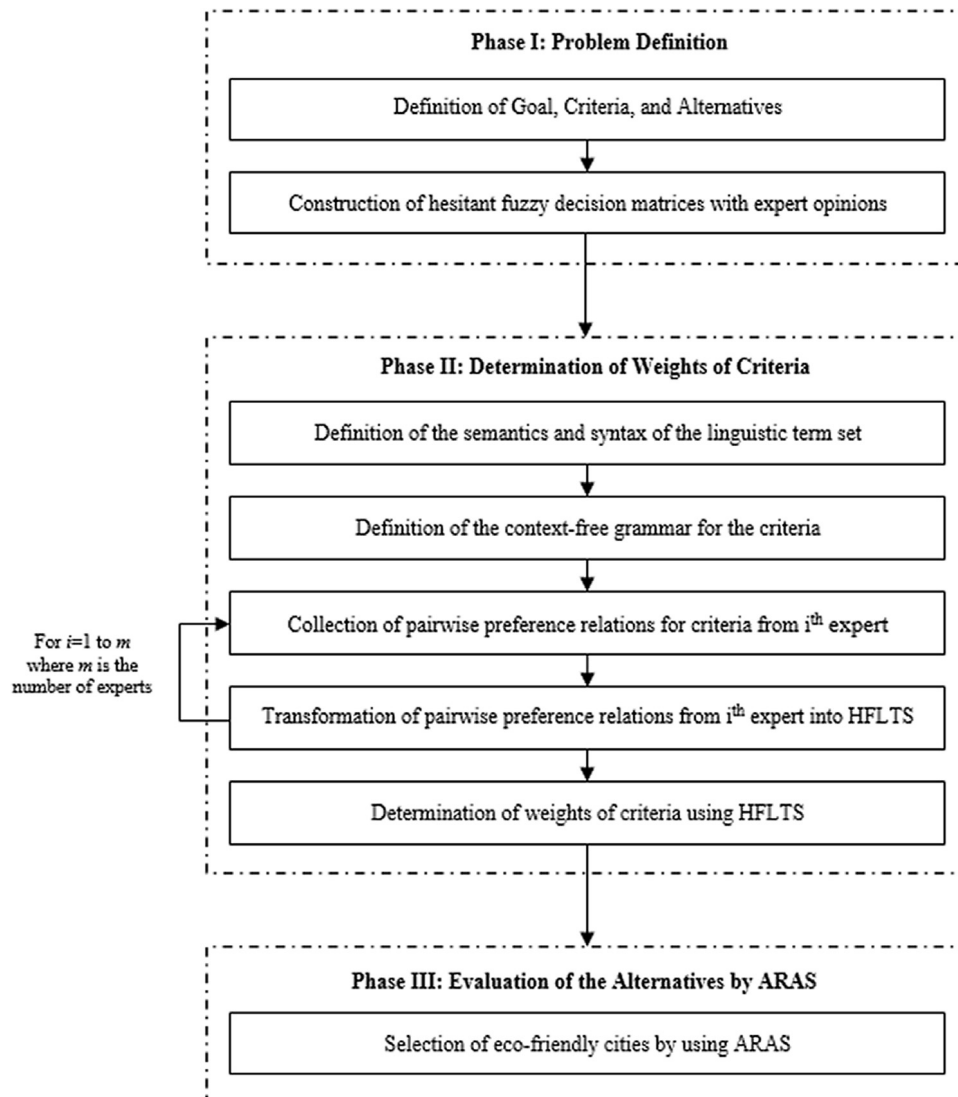 Phase I: Problem Definition
Definition of Goal, Criteria, and Alternatives
Construction of hesitant fuzzy decision matrices with expert opinions
Phase II: Determination of Weights of Criteria
Definition of the semantics and syntax of the linguistic term set
Definition of the context-free grammar for the criteria
For i=1 to m
where m is the
number of experts
Collection of pairwise preference relations for criteria from ith expert
Transformation of pairwise preference relations from ith expert into HFLTS
Determination of weights of criteria using HFLTS
Phase III: Evaluation of the Alternatives by ARAS
Selection of eco-friendly cities by using ARAS